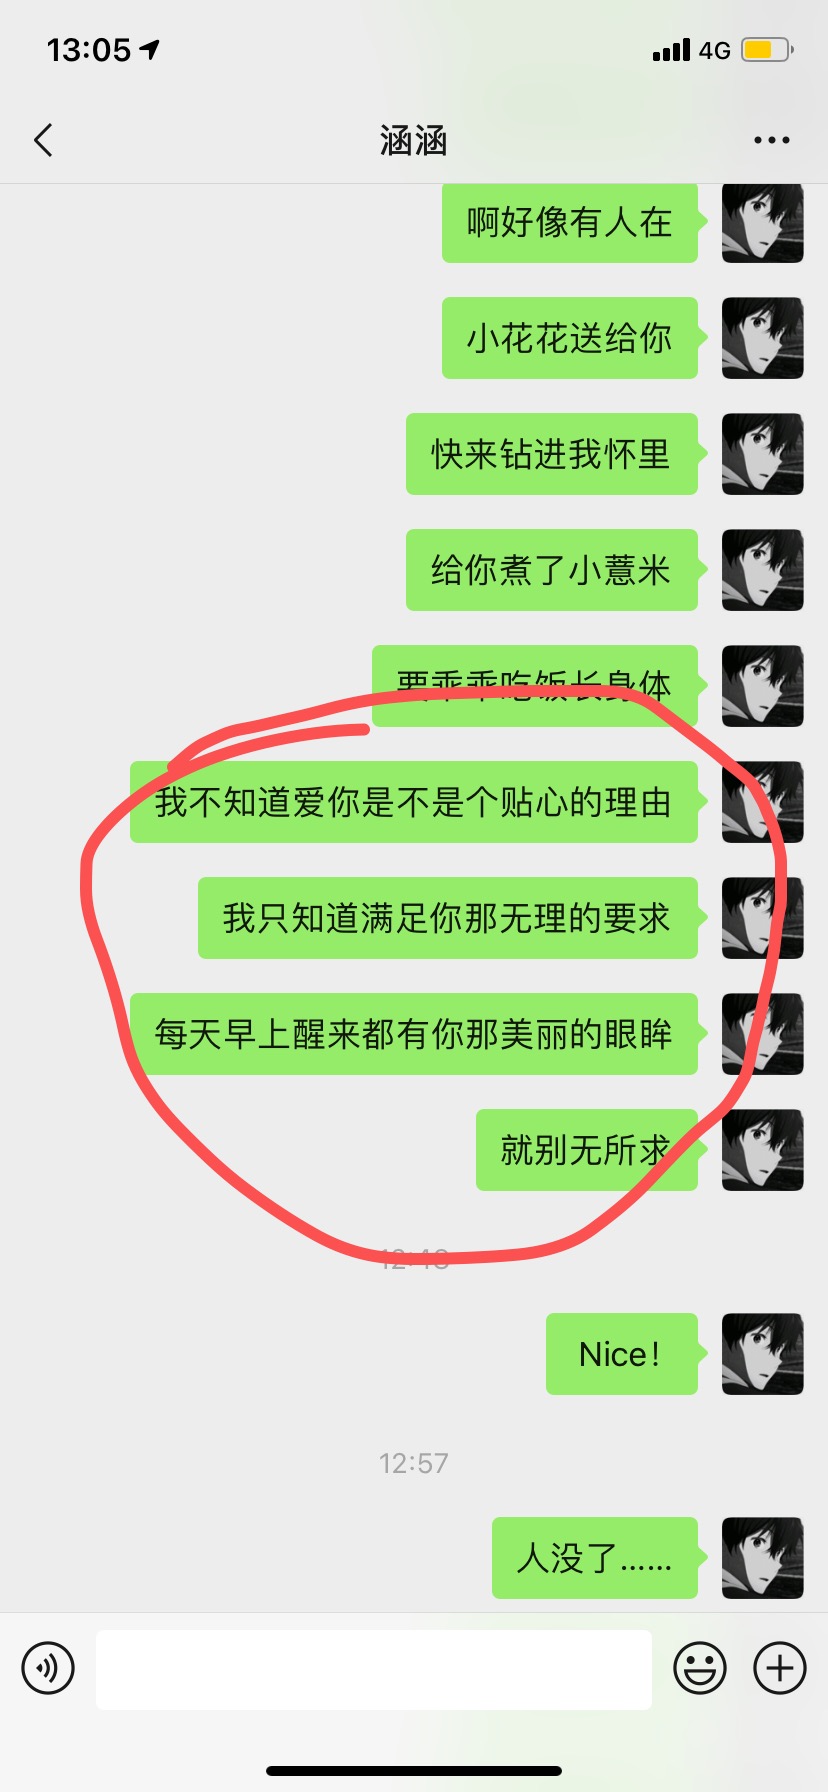 13:05
4G
涵涵
啊好像有人在
小花花送给你
快来钻进我怀里
给你煮了小薏米
要乖乖吃饭长身体
我不知道爱你是不是个贴心的理由
我只知道满足你那无理的要求
每天早上醒来都有你那美丽的眼眸
就别无所求
12:48
Nice!
12:57
人没了……